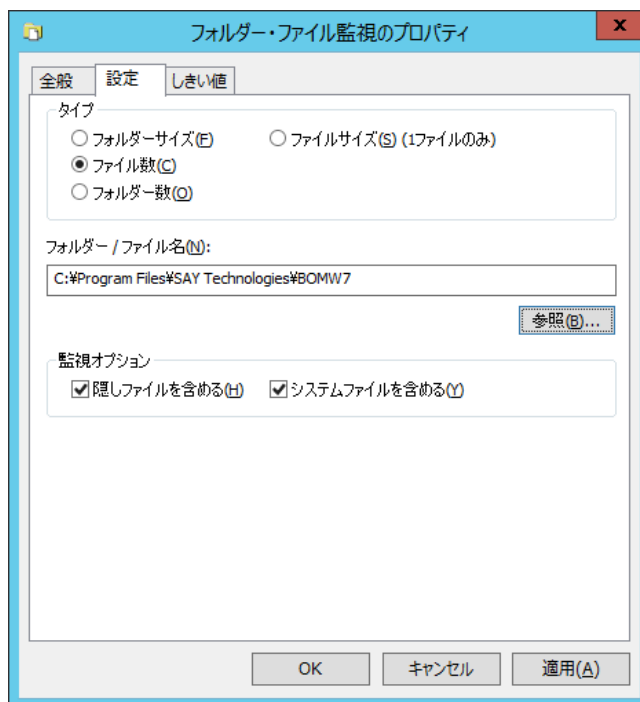 フォルダー・ファイル監視のプロパティ
x
全般 設定 しきい値
タイプ
フォルダーサイズ(F) ファイルサイズ(S) (1ファイルのみ)
ファイル数(C)
フォルダー数(O)
フォルダー / ファイル名(N):
C:¥Program Files¥SAY Technologies¥BOMW7
参照(B)...
監視オプション
隠しファイルを含める(H) システムファイルを含める(Y)
OK キャンセル 適用(A)